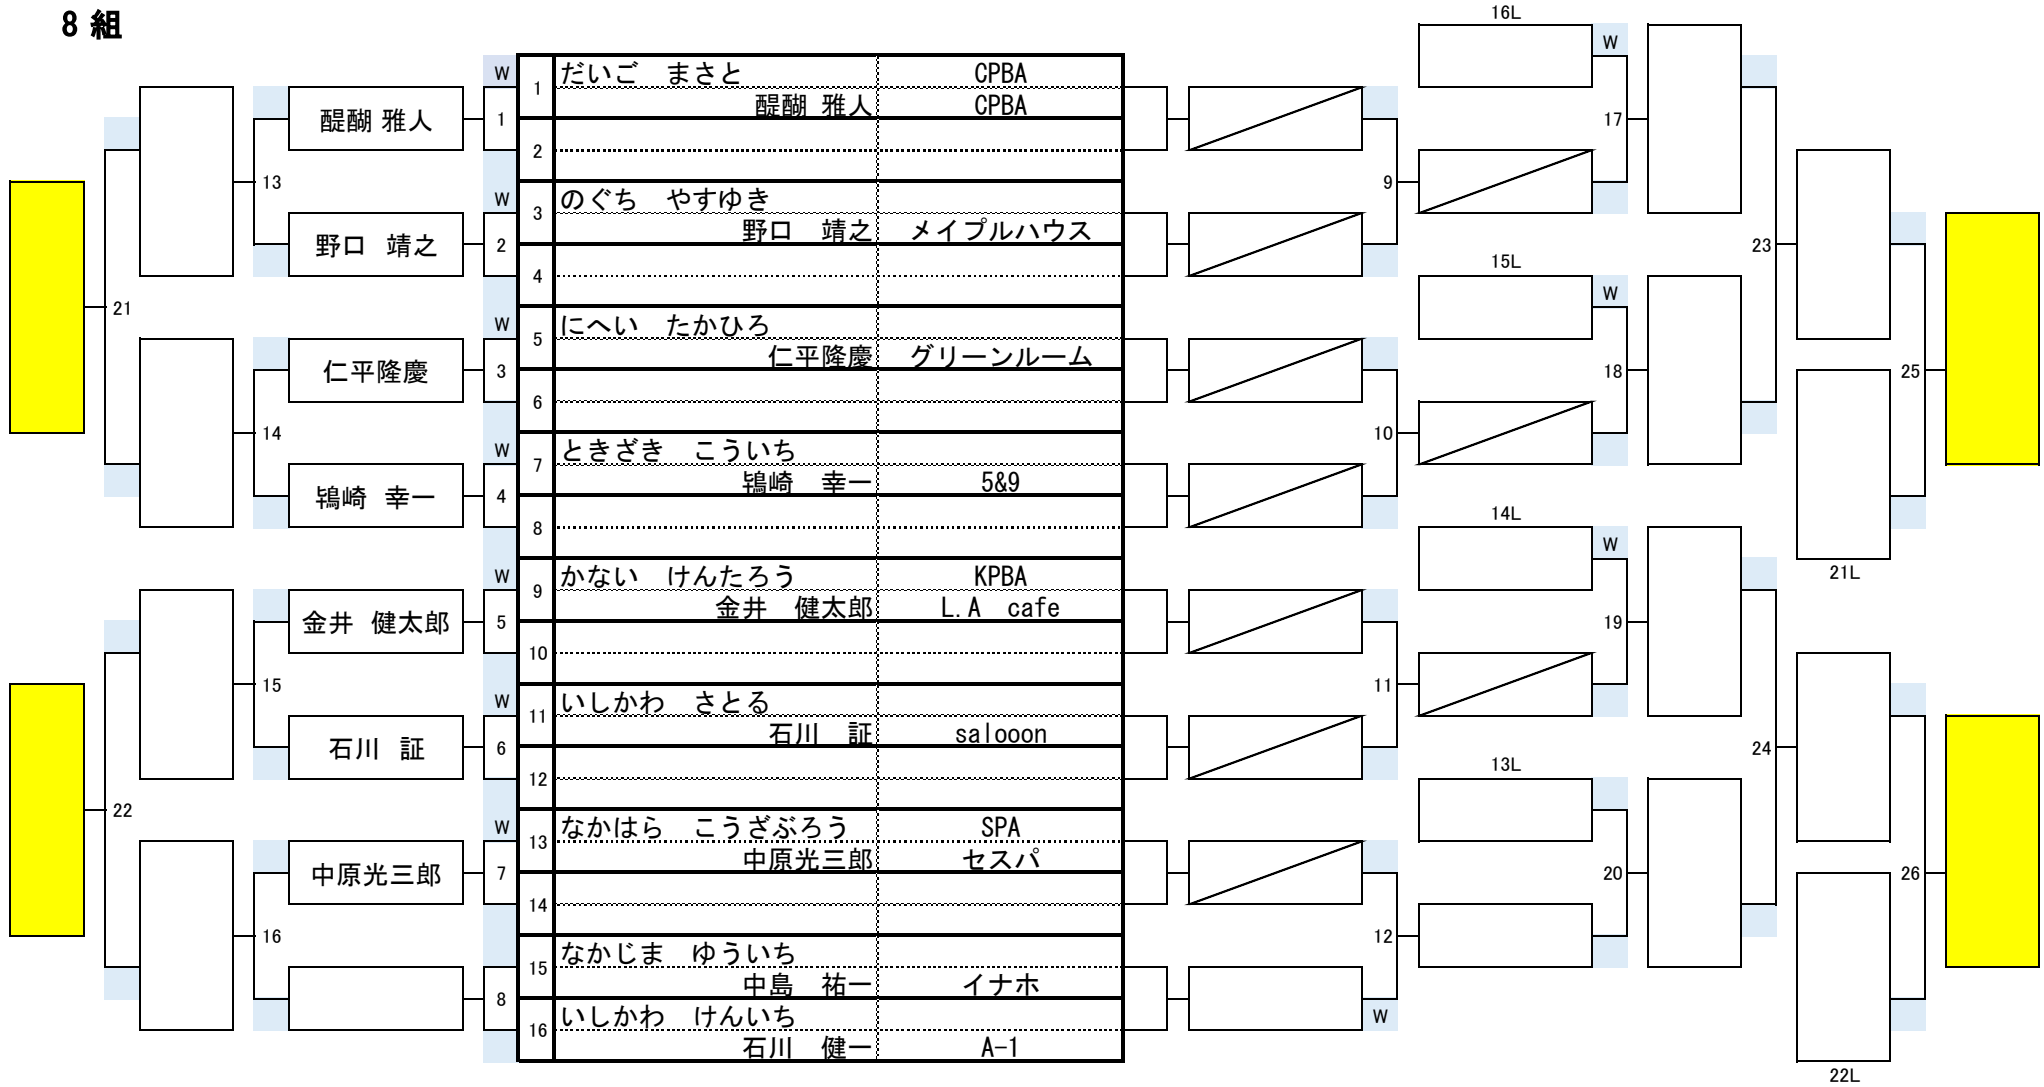 8 組
16L
W
W
1
だいご　まさと
CPBA
醍醐 雅人
CPBA
醍醐 雅人
1
17
2
13
9
W
3
のぐち　やすゆき
野口　靖之
メイプルハウス
野口　靖之
2
23
4
15L
21
W
W
5
にへい　たかひろ
仁平隆慶
グリーンルーム
仁平隆慶
3
18
25
6
14
10
W
7
ときざき　こういち
鴇崎　幸一
5&9
鴇崎 幸一
4
14L
8
W
W
21L
9
かない　けんたろう
KPBA
金井　健太郎
L.A　cafe
金井 健太郎
5
19
10
15
11
W
11
いしかわ　さとる
石川　証
salooon
石川 証
6
24
13L
12
22
W
13
なかはら　こうざぶろう
SPA
中原光三郎
セスパ
中原光三郎
7
20
26
14
16
12
15
なかじま　ゆういち
中島　祐一
イナホ
8
16
いしかわ　けんいち
W
石川　健一
A-1
22L